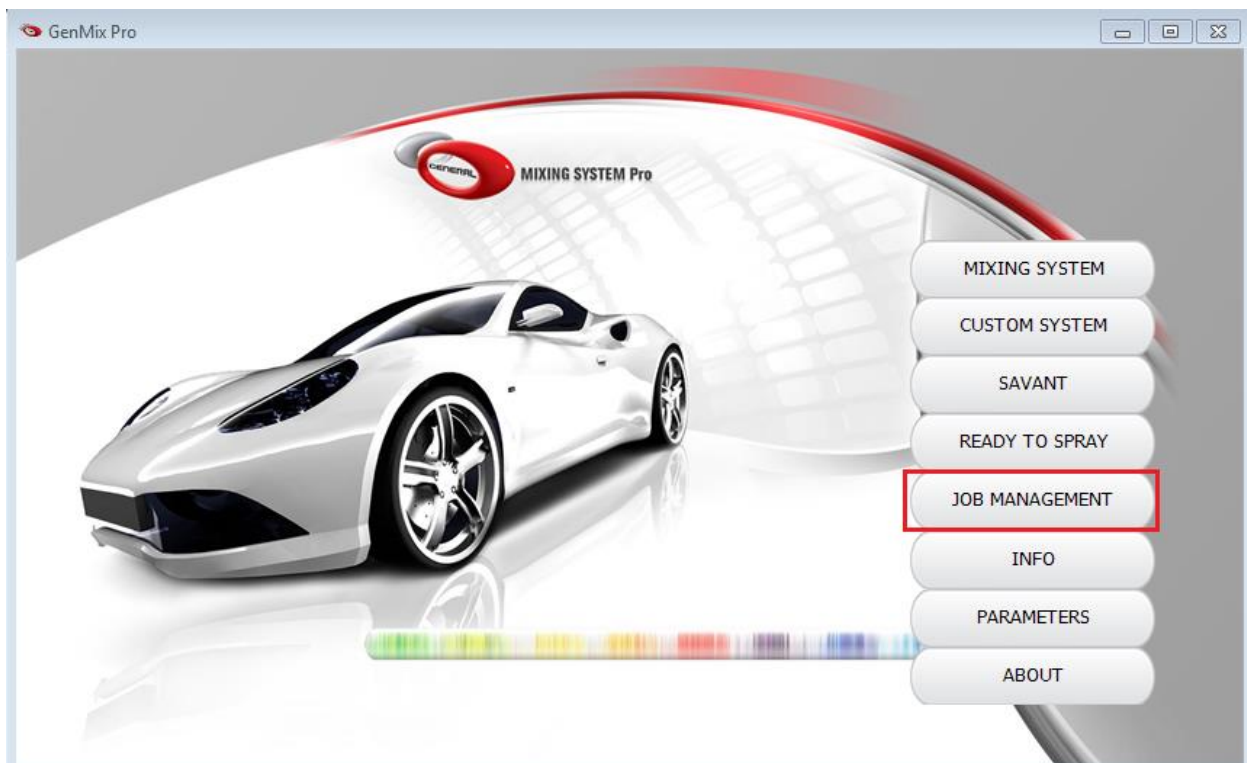 GenMix Pro
GENERAL
MIXING SYSTEM Pro
MIXING SYSTEM
CUSTOM SYSTEM
SAVANT
READY TO SPRAY
JOB MANAGEMENT
INFO
PARAMETERS
ABOUT